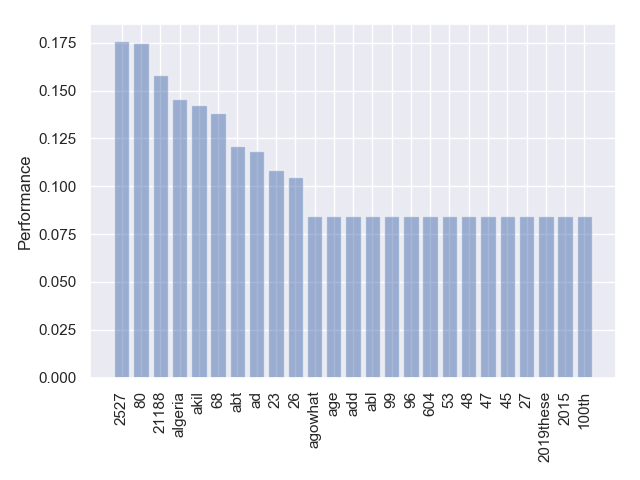 0.175
0.150
0.125
0.100
0.075
0.050
0.025
0.000
Performance
2527
80
21188
algeria
akil
68
abt
ad
23
26
agowhat
age
add
abl
99
96
604
53
48
47
45
27
2019these
2015
100th